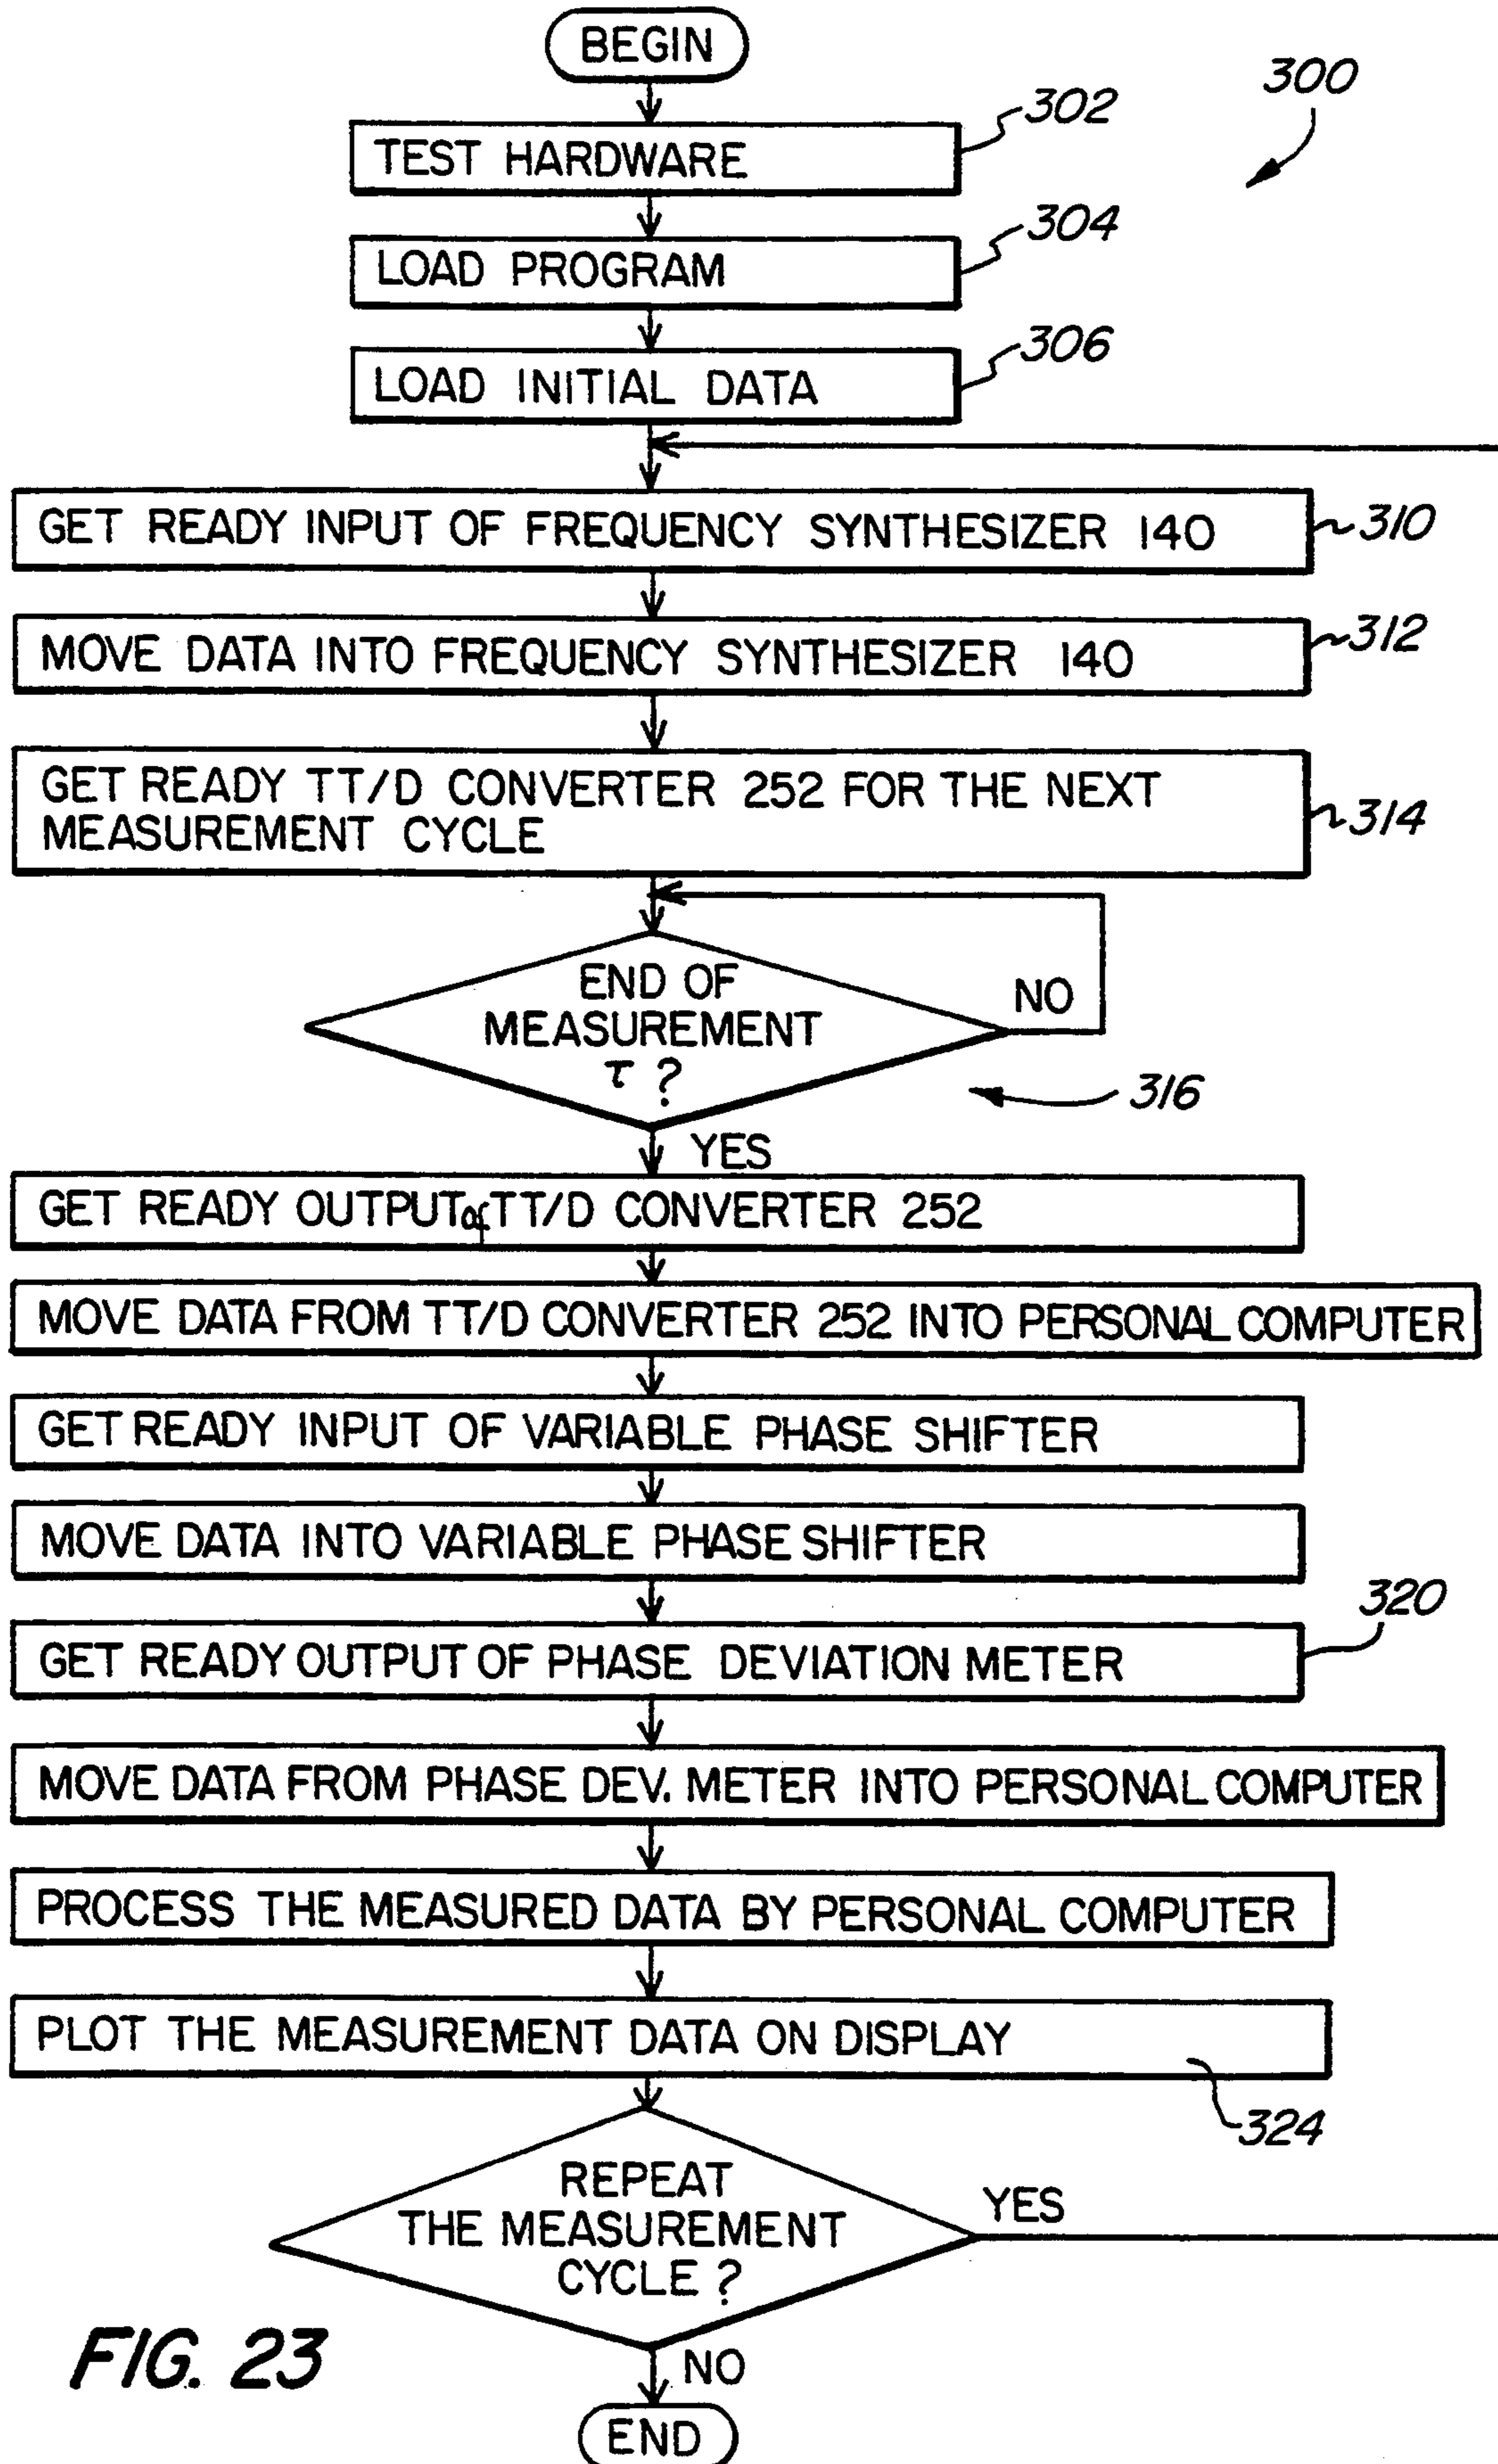 BEGIN
300
302
TEST HARDWARE
304
LOAD PROGRAM
306
LOAD INITIAL DATA
GET READY INPUT OF FREQUENCY SYNTHESIZER 140
310
MOVE DATA INTO FREQUENCY SYNTHESIZER 140
312
GET READY TT/D CONVERTER 252 FOR THE NEXT
MEASUREMENT CYCLE
314
END OF
MEASUREMENT
τ ?
NO
316
YES
GET READY OUTPUT of TT/D CONVERTER 252
MOVE DATA FROM TT/D CONVERTER 252 INTO PERSONAL COMPUTER
GET READY INPUT OF VARIABLE PHASE SHIFTER
MOVE DATA INTO VARIABLE PHASE SHIFTER
320
GET READY OUTPUT OF PHASE DEVIATION METER
MOVE DATA FROM PHASE DEV. METER INTO PERSONAL COMPUTER
PROCESS THE MEASURED DATA BY PERSONAL COMPUTER
PLOT THE MEASUREMENT DATA ON DISPLAY
324
REPEAT
THE MEASUREMENT
CYCLE ?
YES
NO
END
FIG. 23